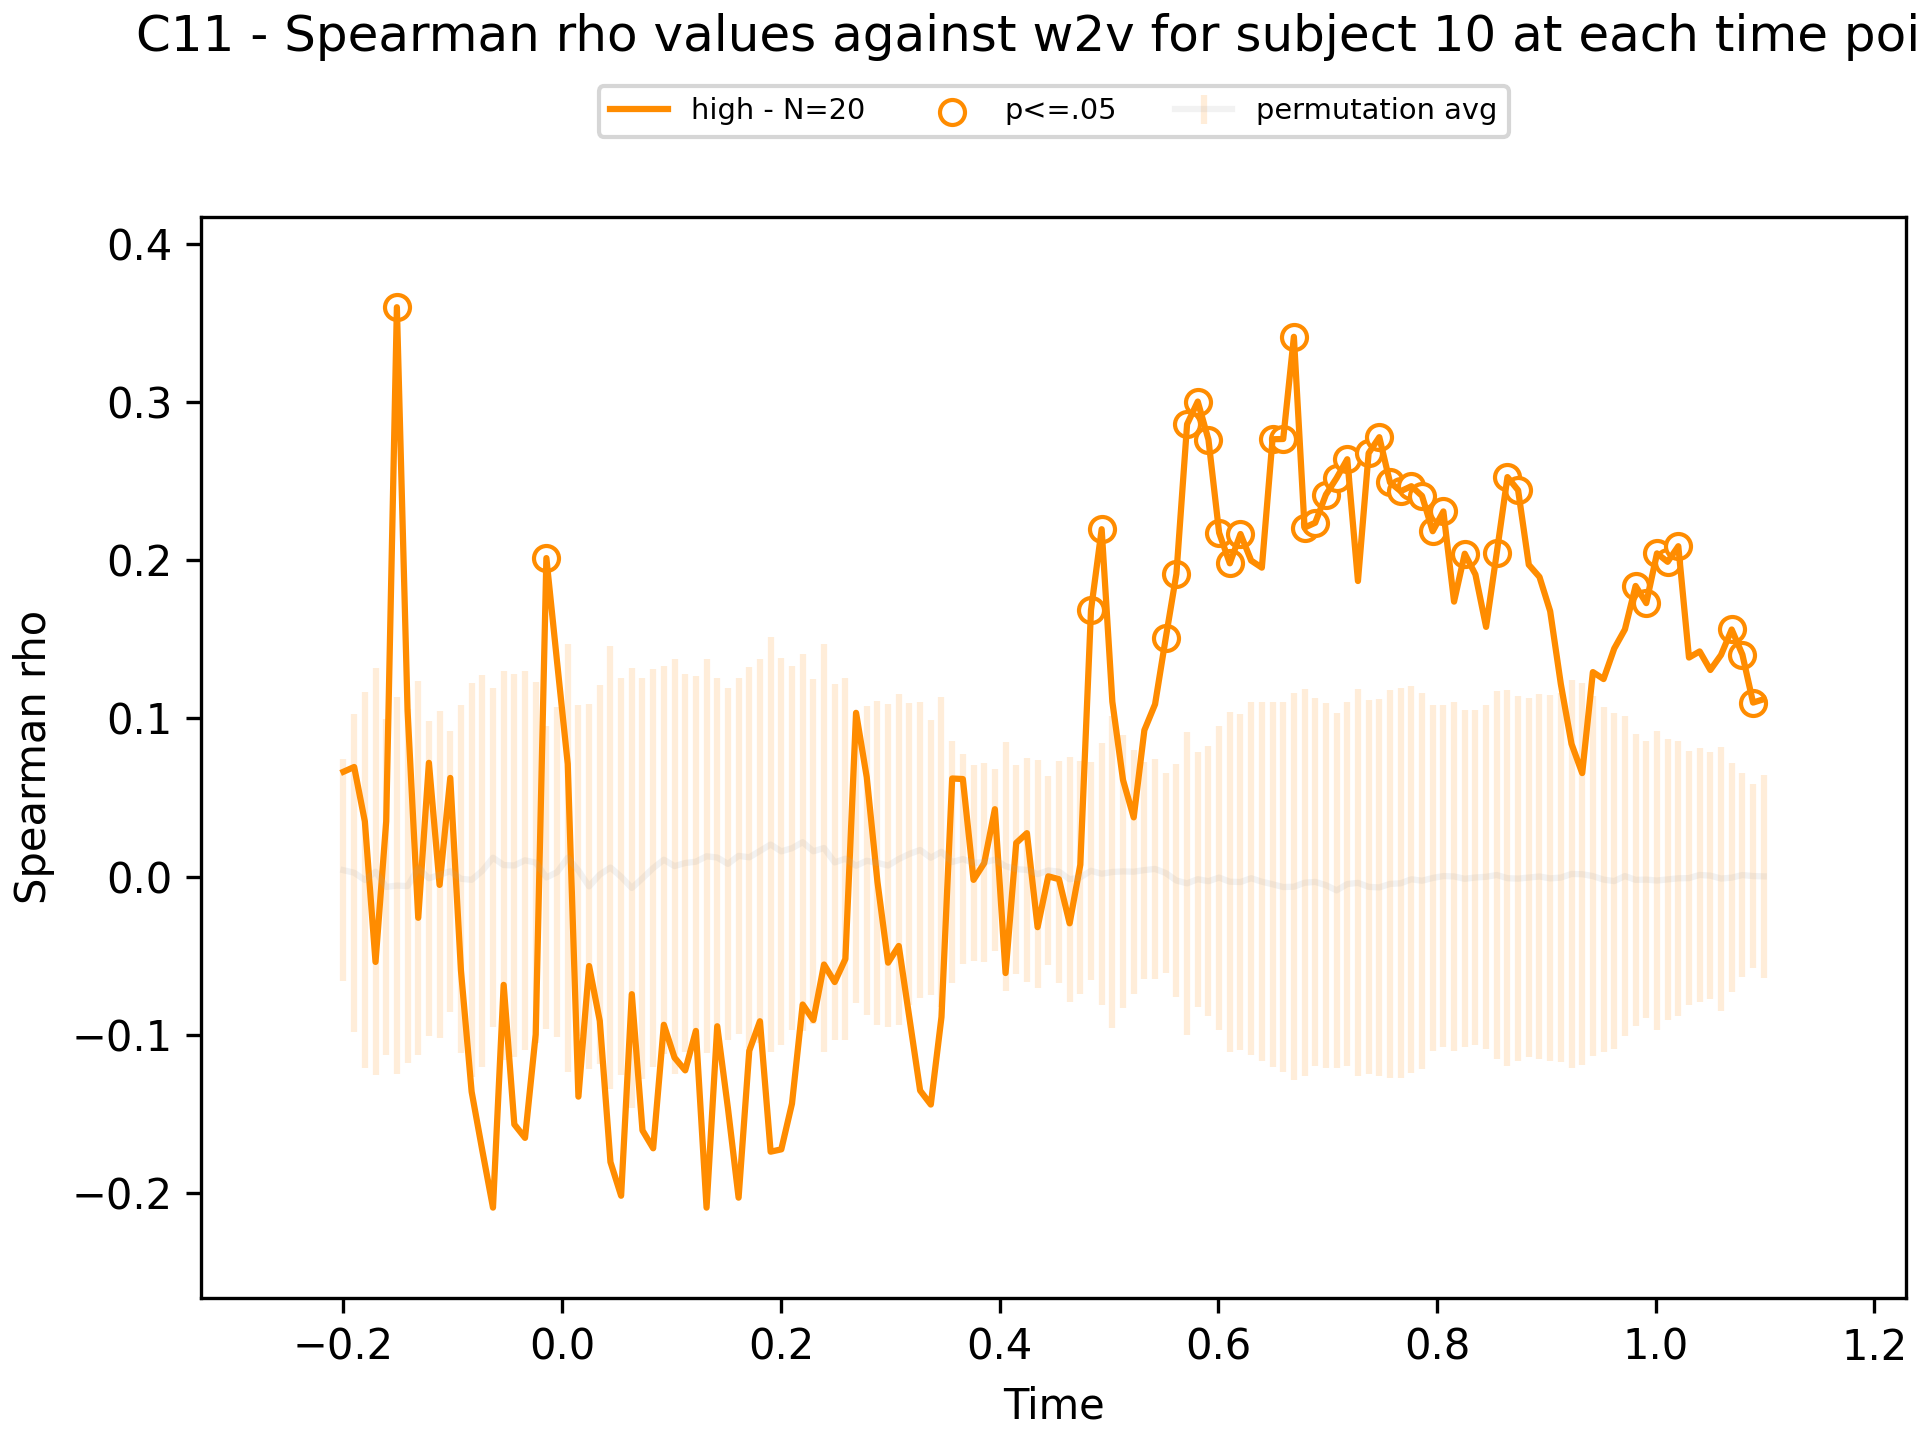 C11 - Spearman rho values against w2v for subject 10 at each time poi
high - N=20 p<=.05 permutation avg
0.4
0.3
0.2
0.1
0.0
−0.1
−0.2
Spearman rho
−0.2 0.0 0.2 0.4 0.6 0.8 1.0 1.2
Time